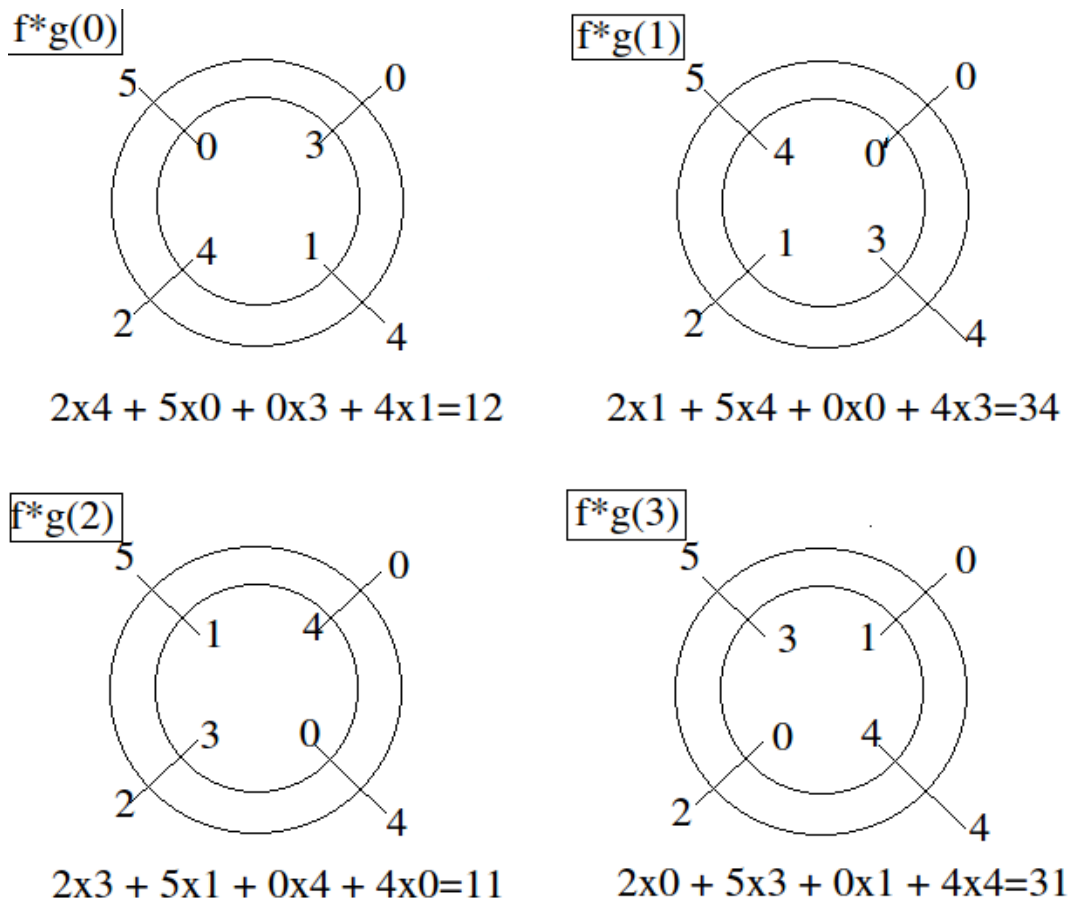 f*g(0)
5 0
0 3
4 1
2 4
2x4 + 5x0 + 0x3 + 4x1=12
f*g(1)
5 0
4 0
1 3
2 4
2x1 + 5x4 + 0x0 + 4x3=34
f*g(2)
5 0
1 4
3 0
2 4
2x3 + 5x1 + 0x4 + 4x0=11
f*g(3)
5 0
3 1
0 4
2 4
2x0 + 5x3 + 0x1 + 4x4=31